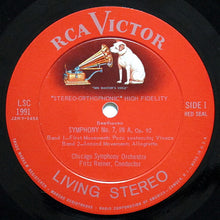 RCA VICTOR
"HIS MASTER'S VOICE"
"STEREO-ORTHOPHONIC" HIGH FIDELITY
LSC
1991
SIDE 1
RED SEAL
Beethoven
SYMPHONY No. 7, IN A, Op. 92
Band 1—First Movement: Poco sostenuto; Vivace
Band 2—Second Movement: Allegretto
Chicago Symphony Orchestra
Fritz Reiner, Conductor
LIVING STEREO